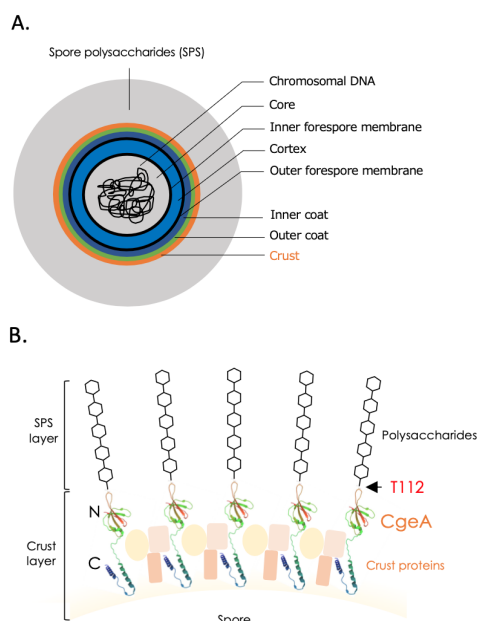 A.
Spore polysaccharides (SPS)
Chromosomal DNA
Core
Inner forespore membrane
Cortex
Outer forespore membrane
Inner coat
Outer coat
Crust
B.
SPS
layer
Polysaccharides
T112
N
CgeA
Crust
layer
C
Crust proteins
Spore